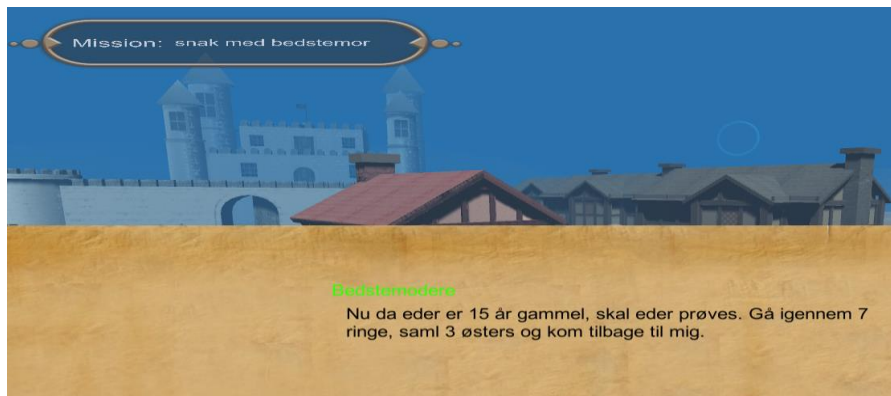 Mission: snak med bedstemor
Bedstemodere
Nu da eder er 15 år gammel, skal eder prøves. Gå igennem 7
ringe, saml 3 østers og kom tilbage til mig.